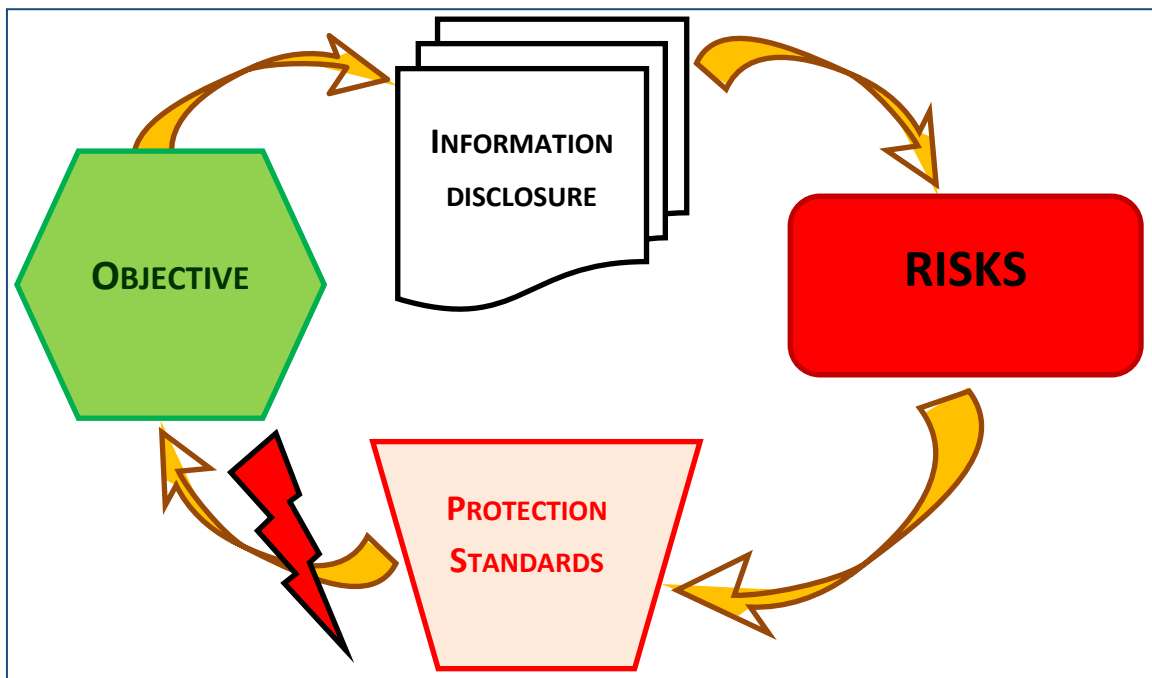 INFORMATION
DISCLOSURE
RISKS
OBJECTIVE
PROTECTION
STANDARDS